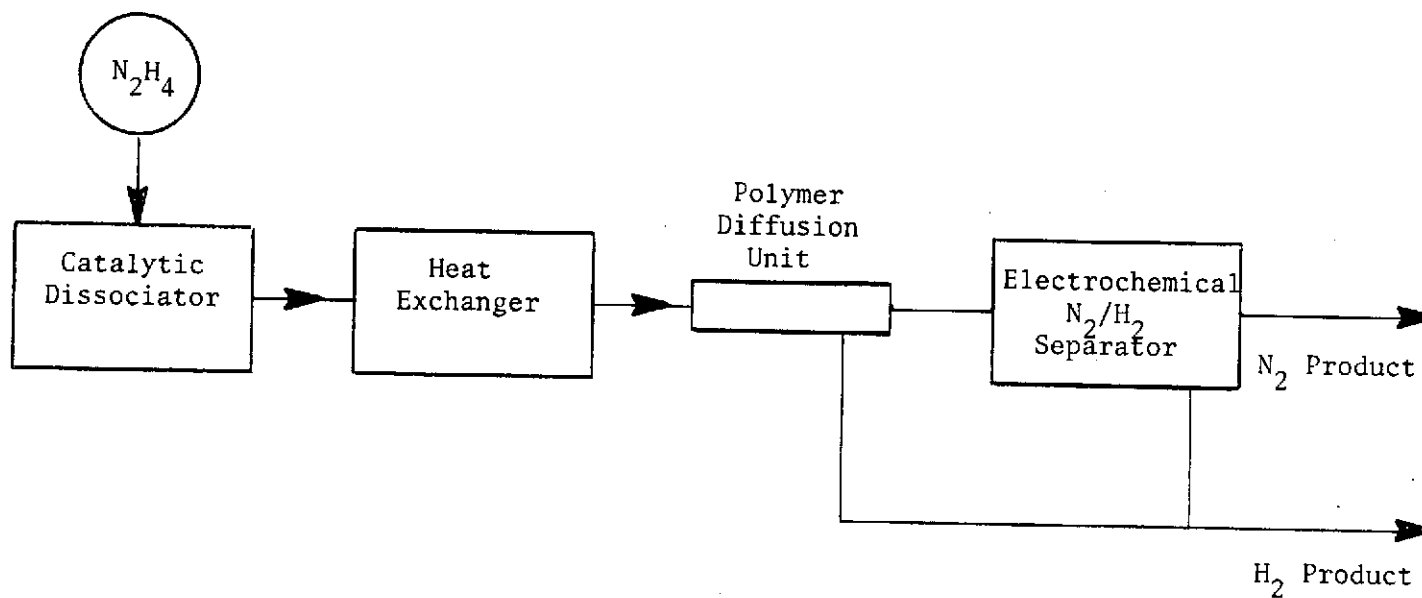 N₂H₄
Catalytic
Dissociator
Heat
Exchanger
Polymer
Diffusion
Unit
Electrochemical
N₂/H₂
Separator
N₂ Product
H₂ Product